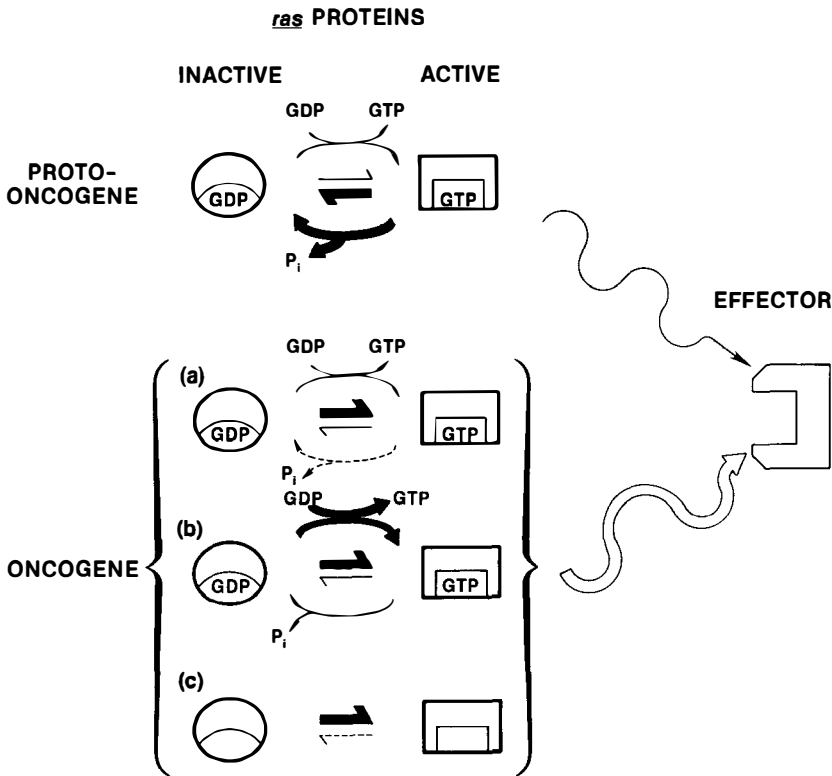 ras PROTEINS
INACTIVE ACTIVE
GDP GTP
PROTO-
ONCOGENE
GDP GTP
Pi
EFFECTOR
GDP GTP
(a)
GDP GTP
Pi
GDP GTP
(b)
ONCOGENE
GDP GTP
Pi
(c)